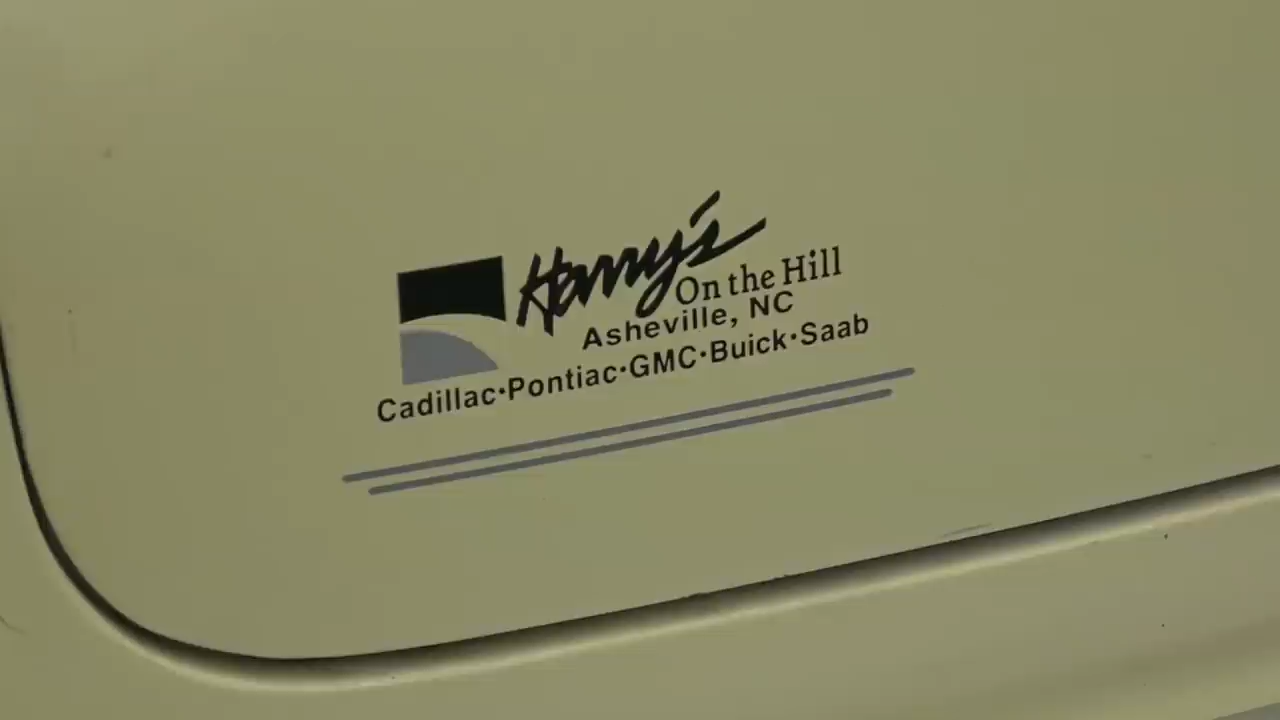 Harry's
On the Hill
Asheville, NC
Cadillac•Pontiac•GMC•Buick•Saab